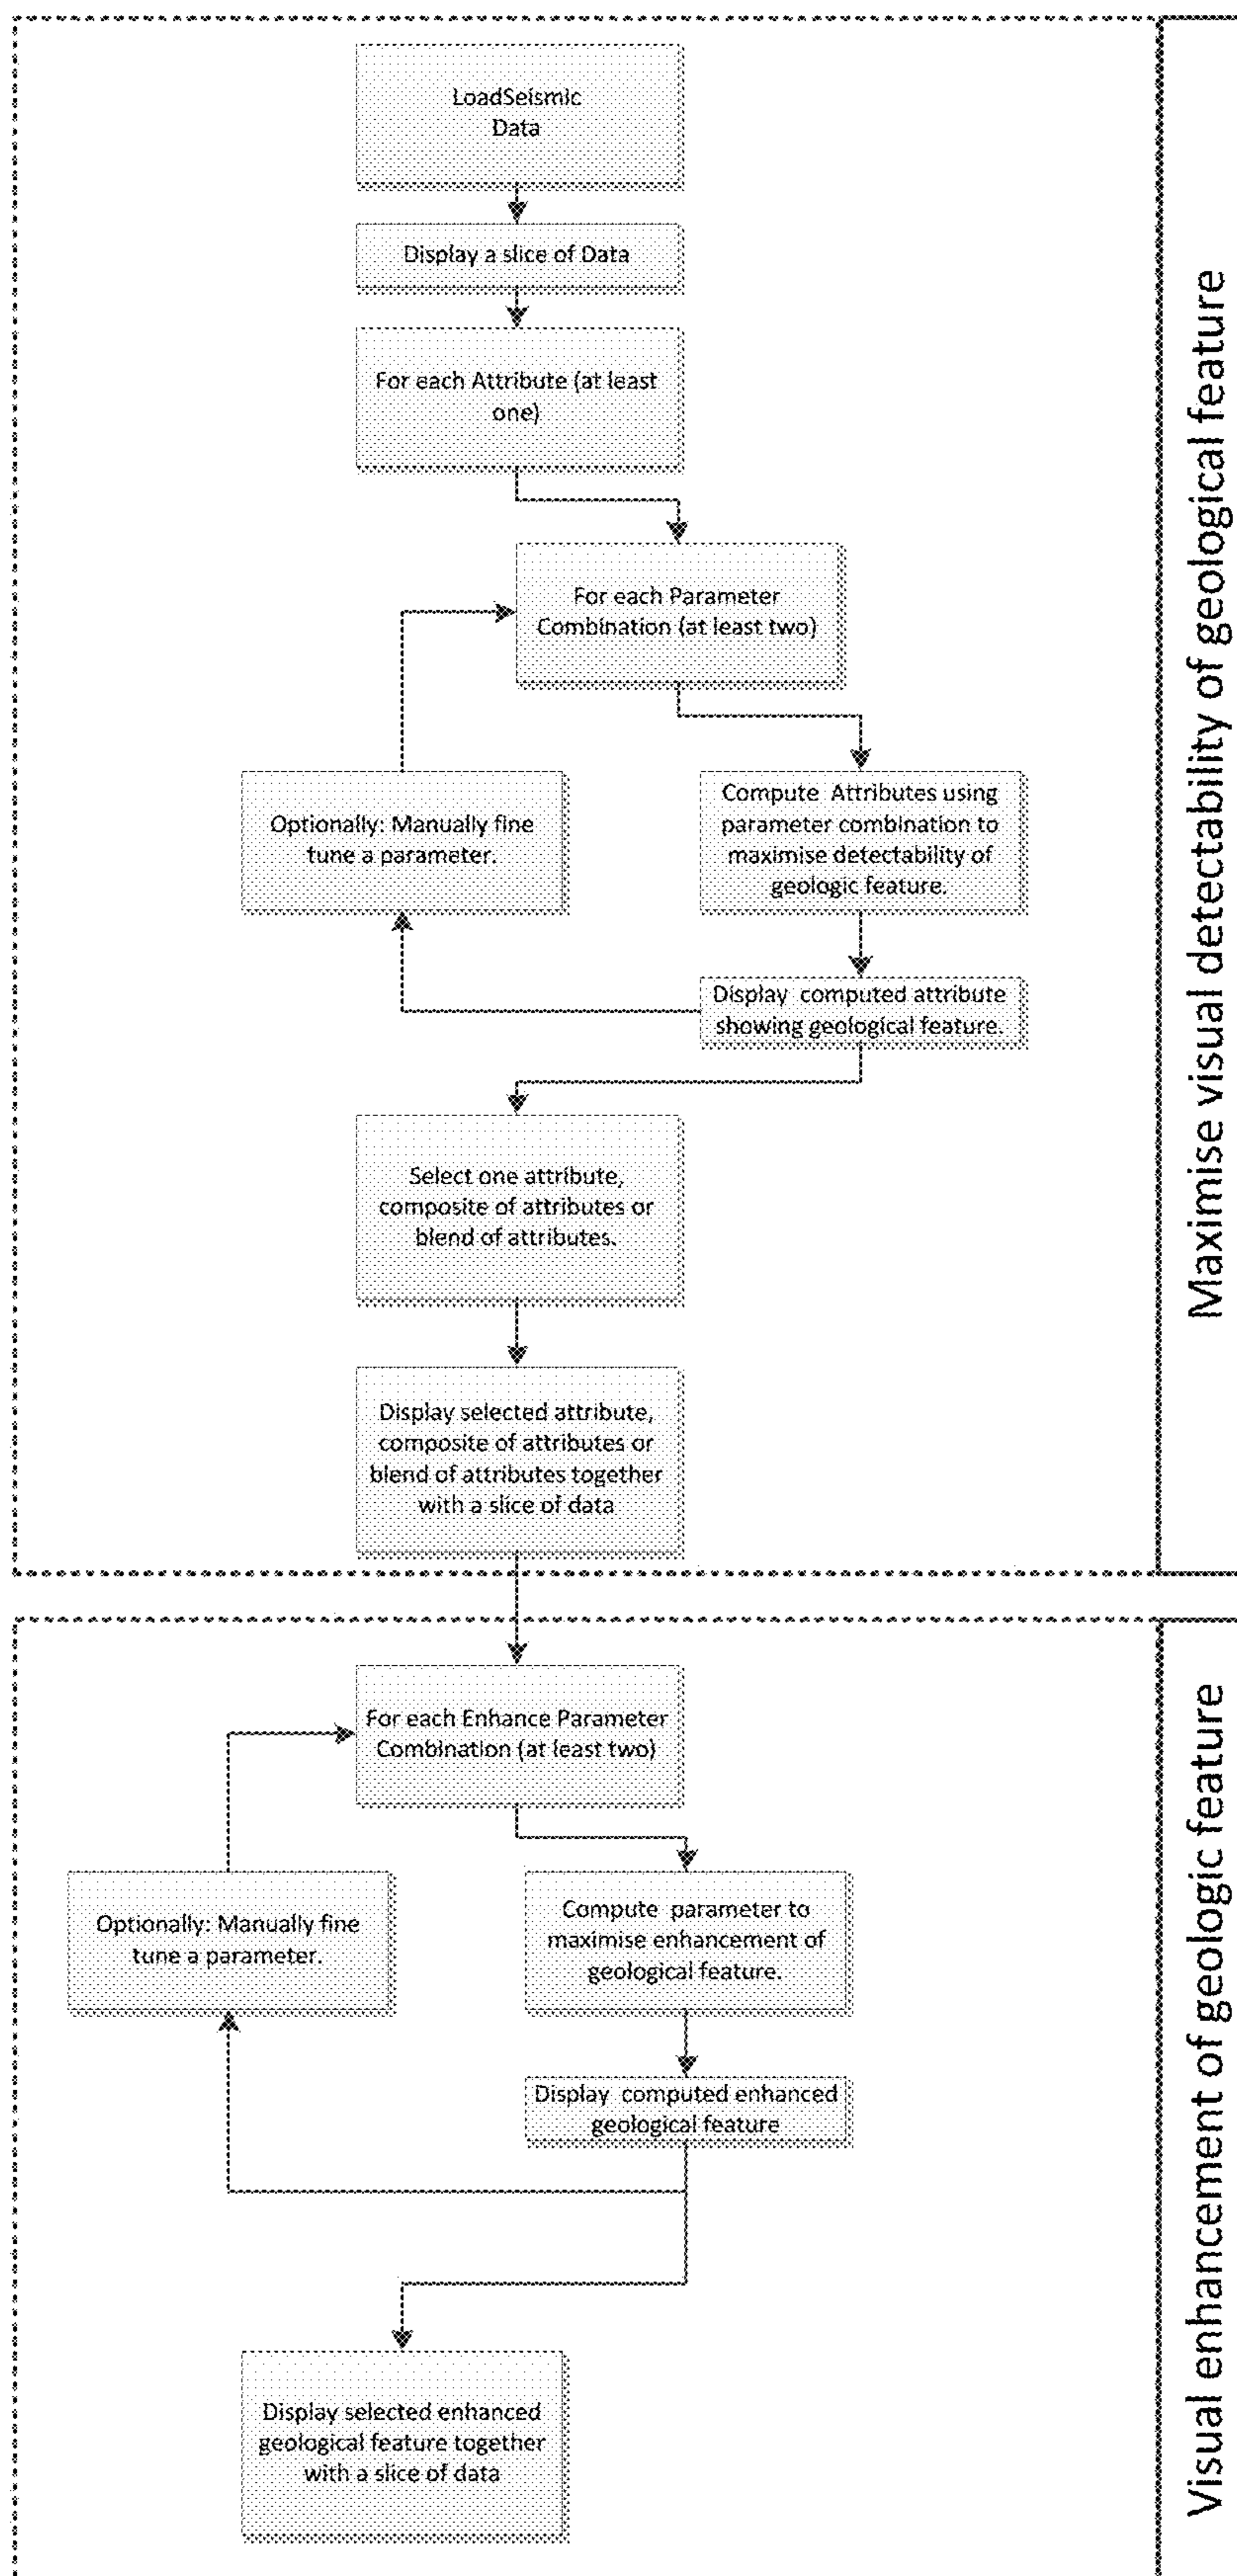 LoadSeismic
Data
Display a slice of Data
For each Attribute (at least
one)
For each Parameter
Combination (at least two)
Optionally: Manually fine
tune a parameter.
Compute Attributes using
parameter combination to
maximise detectability of
geologic feature.
Display computed attribute
showing geological feature.
Select one attribute,
composite of attributes or
blend of attributes.
Display selected attribute,
composite of attributes or
blend of attributes together
with a slice of data
Maximise visual detectability of geological feature
For each Enhance Parameter
Combination (at least two)
Optionally: Manually fine
tune a parameter.
Compute parameter to
maximise enhancement of
geological feature.
Display computed enhanced
geological feature
Display selected enhanced
geological feature together
with a slice of data
Visual enhancement of geologic feature